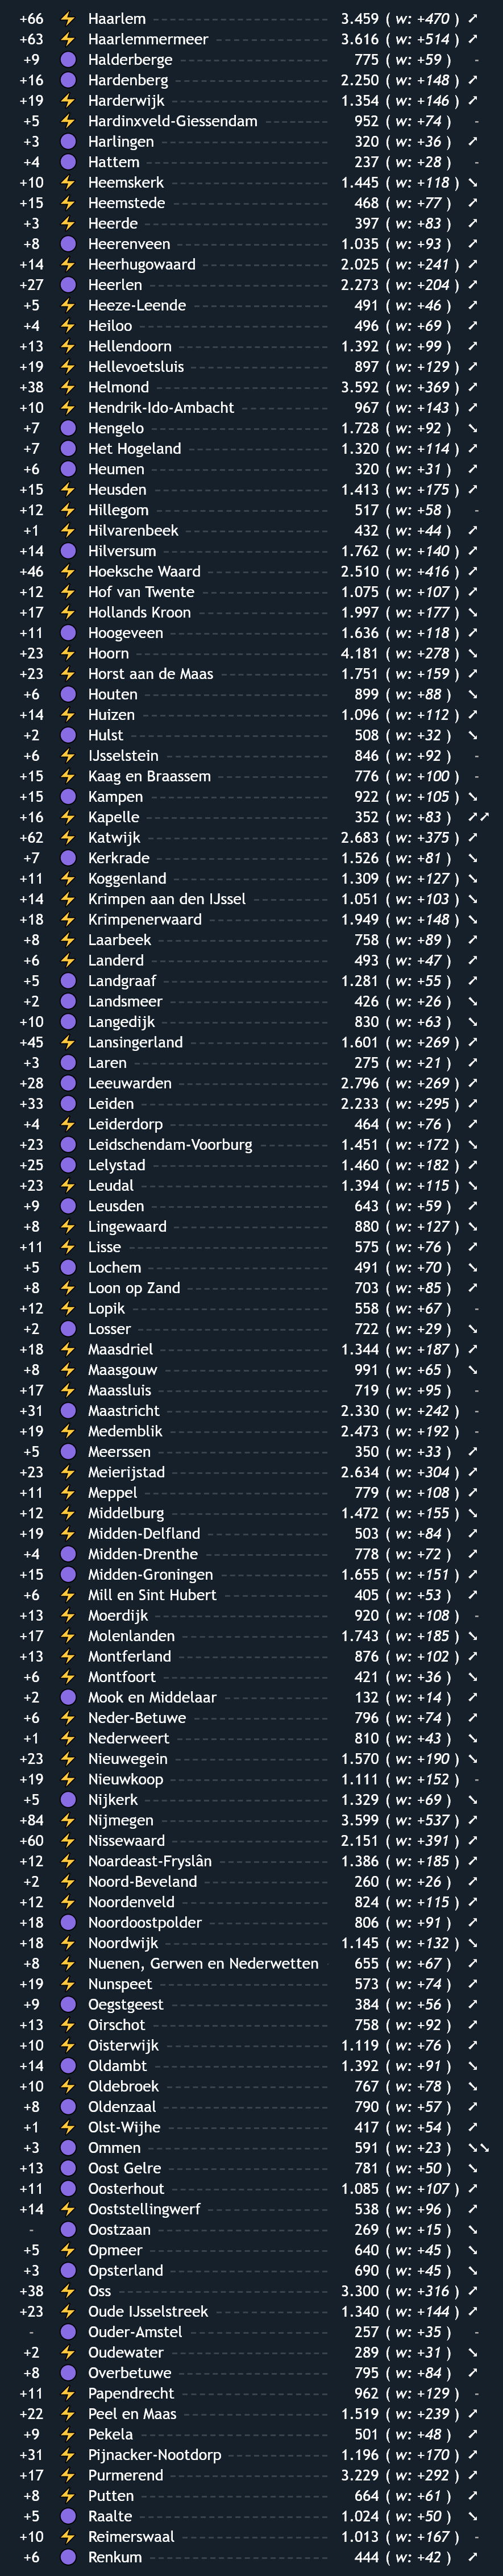 +66 ⚡ Haarlem 3.459 ( w: +470 ) ↗
+63 ⚡ Haarlemmermeer 3.616 ( w: +514 ) ↗
+9 Halderberge 775 ( w: +59 ) -
+16 Hardenberg 2.250 ( w: +148 ) ↗
+19 ⚡ Harderwijk 1.354 ( w: +146 ) ↗
+5 ⚡ Hardinxveld-Giessendam 952 ( w: +74 ) -
+3 Harlingen 320 ( w: +36 ) ↗
+4 Hattem 237 ( w: +28 ) -
+10 ⚡ Heemskerk 1.445 ( w: +118 ) ↘
+15 ⚡ Heemstede 468 ( w: +77 ) ↗
+3 ⚡ Heerde 397 ( w: +83 ) ↗
+8 Heerenveen 1.035 ( w: +93 ) ↗
+14 ⚡ Heerhugowaard 2.025 ( w: +241 ) ↗
+27 Heerlen 2.273 ( w: +204 ) ↗
+5 ⚡ Heeze-Leende 491 ( w: +46 ) ↗
+4 ⚡ Heiloo 496 ( w: +69 ) ↗
+13 ⚡ Hellendoorn 1.392 ( w: +99 ) ↗
+19 ⚡ Hellevoetsluis 897 ( w: +129 ) ↗
+38 ⚡ Helmond 3.592 ( w: +369 ) ↗
+10 ⚡ Hendrik-Ido-Ambacht 967 ( w: +143 ) ↗
+7 Hengelo 1.728 ( w: +92 ) ↘
+7 Het Hogeland 1.320 ( w: +114 ) ↗
+6 Heumen 320 ( w: +31 ) ↗
+15 ⚡ Heusden 1.413 ( w: +175 ) ↗
+12 ⚡ Hillegom 517 ( w: +58 ) -
+1 ⚡ Hilvarenbeek 432 ( w: +44 ) ↗
+14 Hilversum 1.762 ( w: +140 ) ↗
+46 ⚡ Hoeksche Waard 2.510 ( w: +416 ) ↗
+12 ⚡ Hof van Twente 1.075 ( w: +107 ) ↗
+17 ⚡ Hollands Kroon 1.997 ( w: +177 ) ↘
+11 Hoogeveen 1.636 ( w: +118 ) ↗
+23 ⚡ Hoorn 4.181 ( w: +278 ) ↘
+23 ⚡ Horst aan de Maas 1.751 ( w: +159 ) ↗
+6 Houten 899 ( w: +88 ) ↘
+14 ⚡ Huizen 1.096 ( w: +112 ) ↗
+2 Hulst 508 ( w: +32 ) ↘
+6 ⚡ IJsselstein 846 ( w: +92 ) -
+15 ⚡ Kaag en Braassem 776 ( w: +100 ) -
+15 Kampen 922 ( w: +105 ) ↘
+16 ⚡ Kapelle 352 ( w: +83 ) ↗↗
+62 ⚡ Katwijk 2.683 ( w: +375 ) ↗
+7 Kerkrade 1.526 ( w: +81 ) ↘
+11 ⚡ Koggenland 1.309 ( w: +127 ) ↘
+14 ⚡ Krimpen aan den IJssel 1.051 ( w: +103 ) ↘
+18 ⚡ Krimpenerwaard 1.949 ( w: +148 ) ↘
+8 ⚡ Laarbeek 758 ( w: +89 ) ↗
+6 ⚡ Landerd 493 ( w: +47 ) ↗
+5 Landgraaf 1.281 ( w: +55 ) ↗
+2 Landsmeer 426 ( w: +26 ) ↘
+10 Langedijk 830 ( w: +63 ) ↘
+45 ⚡ Lansingerland 1.601 ( w: +269 ) ↗
+3 Laren 275 ( w: +21 ) ↗
+28 Leeuwarden 2.796 ( w: +269 ) ↗
+33 Leiden 2.233 ( w: +295 ) ↗
+4 ⚡ Leiderdorp 464 ( w: +76 ) ↗
+23 Leidschendam-Voorburg 1.451 ( w: +172 ) ↘
+25 Lelystad 1.460 ( w: +182 ) ↗
+23 ⚡ Leudal 1.394 ( w: +115 ) ↘
+9 Leusden 643 ( w: +59 ) ↗
+8 ⚡ Lingewaard 880 ( w: +127 ) ↘
+11 ⚡ Lisse 575 ( w: +76 ) ↗
+5 Lochem 491 ( w: +70 ) ↘
+8 ⚡ Loon op Zand 703 ( w: +85 ) ↗
+12 ⚡ Lopik 558 ( w: +67 ) -
+2 Losser 722 ( w: +29 ) ↘
+18 ⚡ Maasdriel 1.344 ( w: +187 ) ↗
+8 ⚡ Maasgouw 991 ( w: +65 ) ↘
+17 ⚡ Maassluis 719 ( w: +95 ) -
+31 Maastricht 2.330 ( w: +242 ) -
+19 ⚡ Medemblik 2.473 ( w: +192 ) -
+5 Meerssen 350 ( w: +33 ) ↗
+23 ⚡ Meierijstad 2.634 ( w: +304 ) ↗
+11 ⚡ Meppel 779 ( w: +108 ) ↗
+12 ⚡ Middelburg 1.472 ( w: +155 ) ↘
+19 ⚡ Midden-Delfland 503 ( w: +84 ) ↗
+4 Midden-Drenthe 778 ( w: +72 ) ↗
+15 Midden-Groningen 1.655 ( w: +151 ) ↗
+6 ⚡ Mill en Sint Hubert 405 ( w: +53 ) ↗
+13 ⚡ Moerdijk 920 ( w: +108 ) -
+17 ⚡ Molenlanden 1.743 ( w: +185 ) ↘
+13 ⚡ Montferland 876 ( w: +102 ) ↗
+6 ⚡ Montfoort 421 ( w: +36 ) ↘
+2 Mook en Middelaar 132 ( w: +14 ) ↗
+6 ⚡ Neder-Betuwe 796 ( w: +74 ) ↗
+1 ⚡ Nederweert 810 ( w: +43 ) ↘
+23 ⚡ Nieuwegein 1.570 ( w: +190 ) ↘
+19 ⚡ Nieuwkoop 1.111 ( w: +152 ) -
+5 Nijkerk 1.329 ( w: +69 ) ↘
+84 ⚡ Nijmegen 3.599 ( w: +537 ) ↗
+60 ⚡ Nissewaard 2.151 ( w: +391 ) ↗
+12 ⚡ Noardeast-Fryslân 1.386 ( w: +185 ) ↗
+2 ⚡ Noord-Beveland 260 ( w: +26 ) ↗
+12 ⚡ Noordenveld 824 ( w: +115 ) ↗
+18 Noordoostpolder 806 ( w: +91 ) ↗
+18 ⚡ Noordwijk 1.145 ( w: +132 ) ↘
+8 ⚡ Nuenen, Gerwen en Nederwetten 655 ( w: +67 ) ↗
+19 ⚡ Nunspeet 573 ( w: +74 ) ↗
+9 Oegstgeest 384 ( w: +56 ) ↗
+13 ⚡ Oirschot 758 ( w: +92 ) ↗
+10 ⚡ Oisterwijk 1.119 ( w: +76 ) ↗
+14 Oldambt 1.392 ( w: +91 ) ↘
+10 ⚡ Oldebroek 767 ( w: +78 ) ↘
+8 Oldenzaal 790 ( w: +57 ) ↗
+1 ⚡ Olst-Wijhe 417 ( w: +54 ) ↗
+3 Ommen 591 ( w: +23 ) ↘↘
+13 Oost Gelre 781 ( w: +50 ) ↘
+11 Oosterhout 1.085 ( w: +107 ) ↗
+14 ⚡ Ooststellingwerf 538 ( w: +96 ) ↗
- Oostzaan 269 ( w: +15 ) ↘
+5 ⚡ Opmeer 640 ( w: +45 ) ↘
+3 Opsterland 690 ( w: +45 ) ↘
+38 ⚡ Oss 3.300 ( w: +316 ) ↗
+23 ⚡ Oude IJsselstreek 1.340 ( w: +144 ) ↗
- Ouder-Amstel 257 ( w: +35 ) -
+2 ⚡ Oudewater 289 ( w: +31 ) ↘
+8 Overbetuwe 795 ( w: +84 ) ↗
+11 ⚡ Papendrecht 962 ( w: +129 ) -
+22 ⚡ Peel en Maas 1.519 ( w: +239 ) ↗
+9 ⚡ Pekela 501 ( w: +48 ) ↗
+31 ⚡ Pijnacker-Nootdorp 1.196 ( w: +170 ) ↗
+17 ⚡ Purmerend 3.229 ( w: +292 ) ↗
+8 ⚡ Putten 664 ( w: +61 ) ↗
+5 Raalte 1.024 ( w: +50 ) ↘
+10 ⚡ Reimerswaal 1.013 ( w: +167 ) -
+6 Renkum 444 ( w: +42 ) ↗